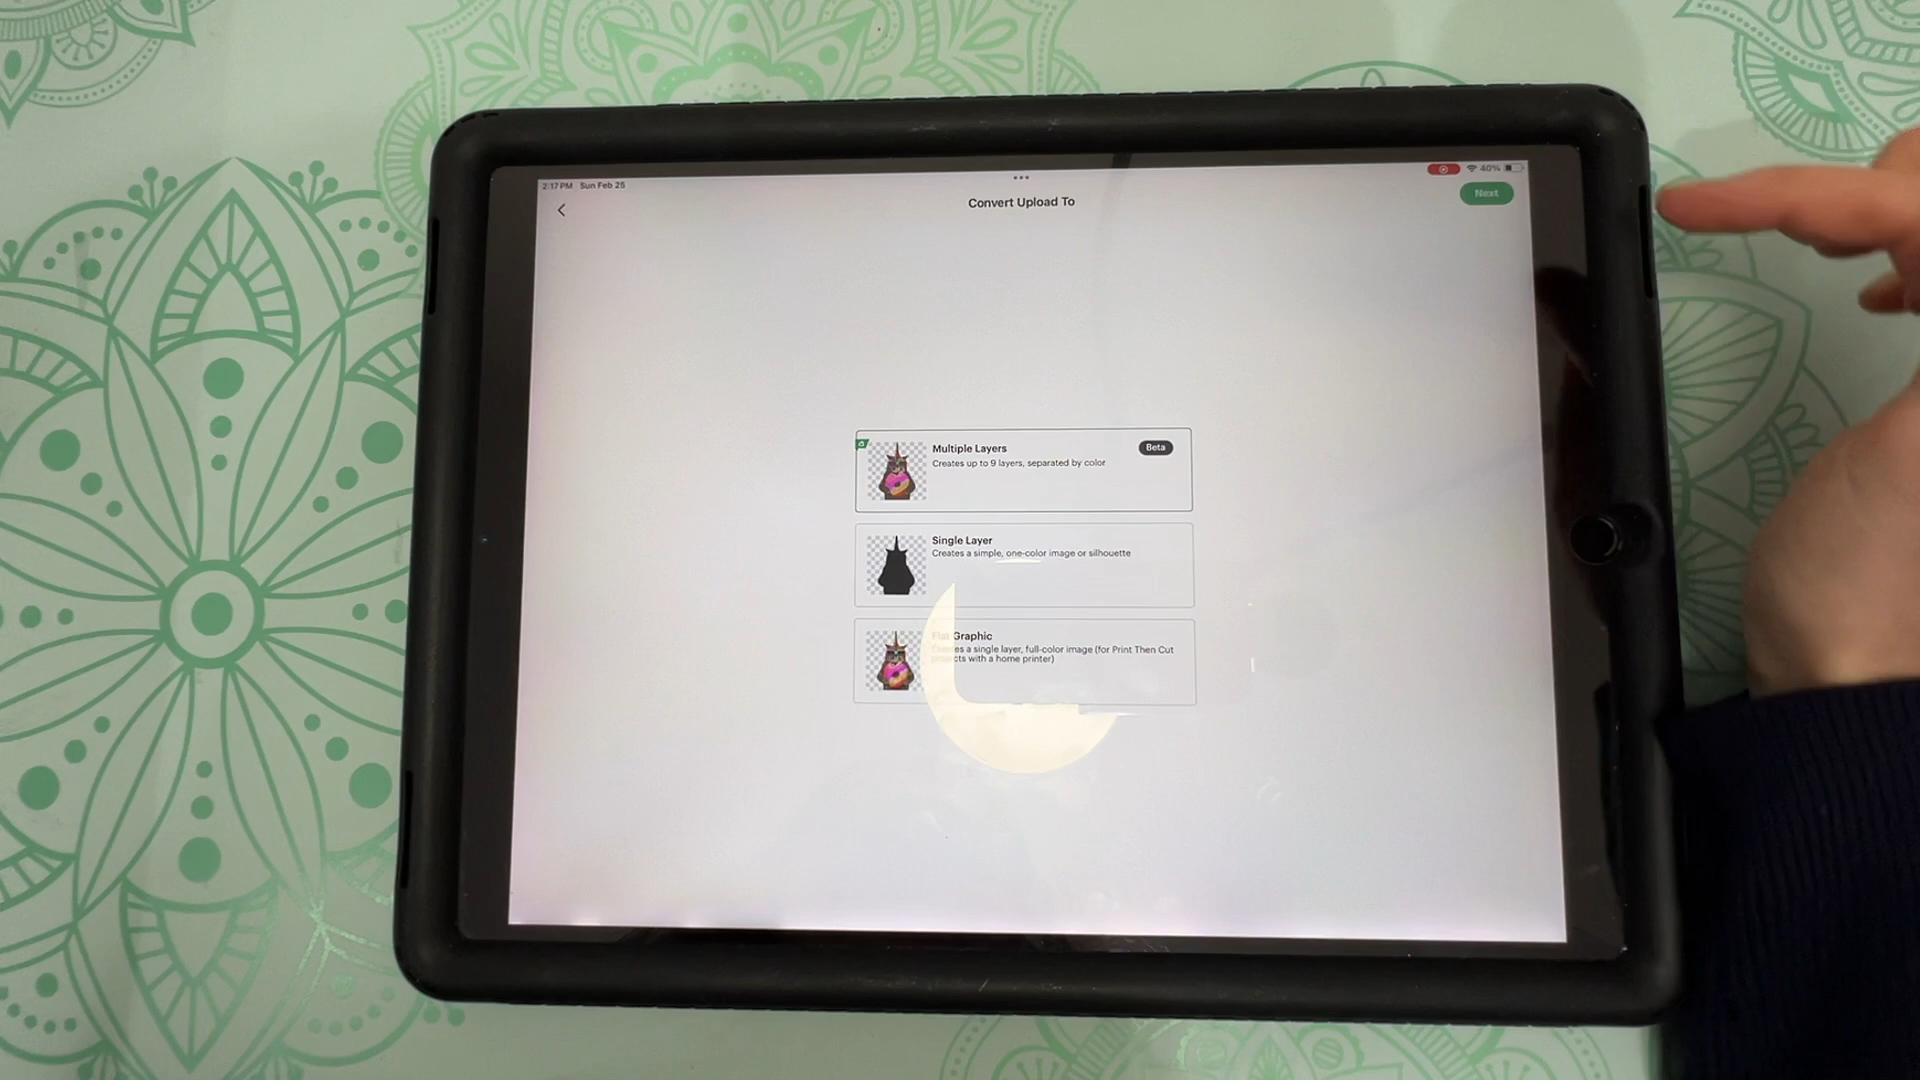 2:17 PM Sun Feb 25
40%
Convert Upload To
Next
Multiple Layers
Beta
Creates up to 9 layers, separated by color
Single Layer
Creates a simple, one-color image or silhouette
Flat Graphic
Creates a single layer, full-color image (for Print Then Cut
projects with a home printer)